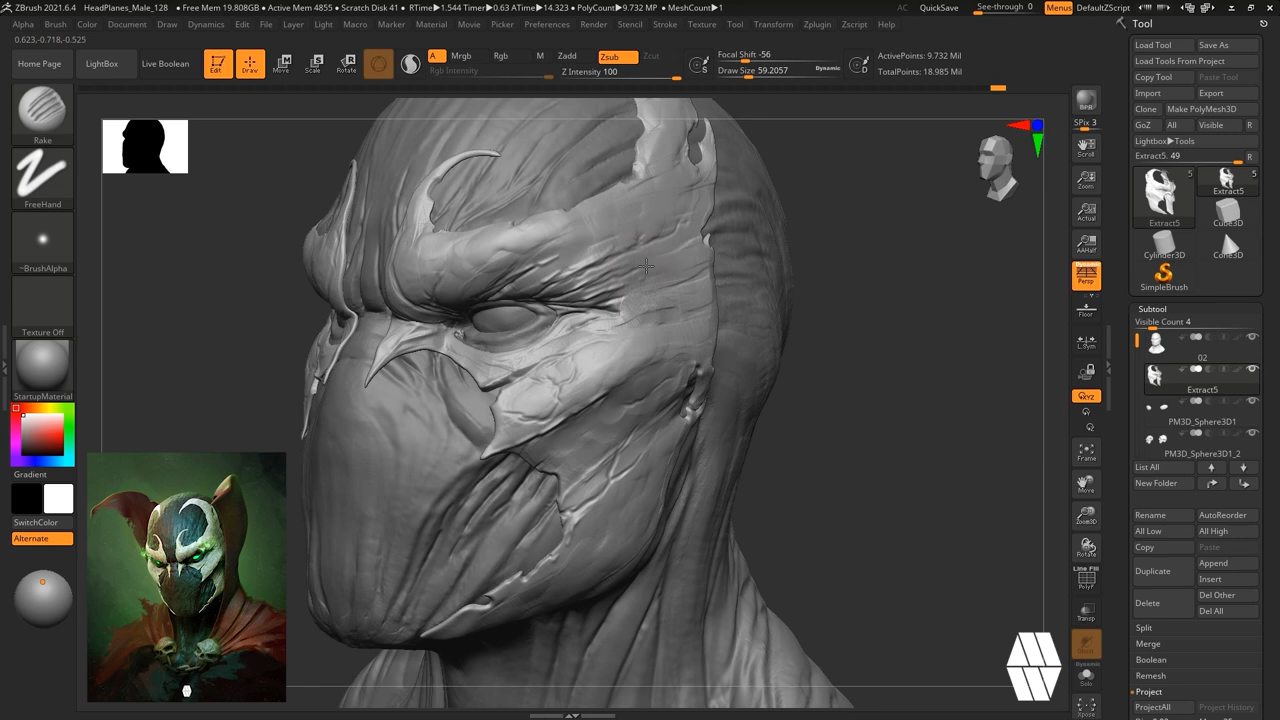 ZBrush 2021.6.4 HeadPlanes_Male_128 • Free Mem 19.808GB • Active Mem 4855 • Scratch Disk 41 • RTime▶1.544 Timer▶0.63 ATime▶14.323 • PolyCount▶9.732 MP • MeshCount▶1 AC QuickSave See-through 0 Menus DefaultZScript
Alpha Brush Color Document Draw Dynamics Edit File Layer Light Macro Marker Material Movie Picker Preferences Render Stencil Stroke Texture Tool Transform Zplugin Zscript Help
0.623,-0.718,-0.525
Home Page LightBox Live Boolean Edit Draw Move Scale Rotate
A Mrgb Rgb M Zadd Zsub Zcut
Rgb Intensity Z Intensity 100
Focal Shift -56
Draw Size 59.2057 Dynamic
S D
ActivePoints: 9.732 Mil
TotalPoints: 18.985 Mil
Rake
FreeHand
~BrushAlpha
Texture Off
StartupMaterial
Gradient
SwitchColor
Alternate
BPR
SPix 3
Scroll
Zoom
Actual
AAHalf
Dynamic
Persp
Floor
L.Sym
XYZ
Frame
Move
Zoom3D
Rotate
Line Fill
PolyF
Transp
Ghost
Dynamic
Solo
Xpose
Tool
Load Tool Save As
Load Tools From Project
Copy Tool Paste Tool
Import Export
Clone Make PolyMesh3D
GoZ All Visible R
Lightbox▶Tools
Extract5. 49 R
5 5
Extract5
Extract5 Cube3D
Cylinder3D Cone3D
SimpleBrush
Subtool
Visible Count 4
02
Extract5
PM3D_Sphere3D1
PM3D_Sphere3D1_2
List All
New Folder
Rename AutoReorder
All Low All High
Copy Paste
Duplicate Append
Insert
Delete Del Other
Del All
Split
Merge
Boolean
Remesh
Project
ProjectAll Project History